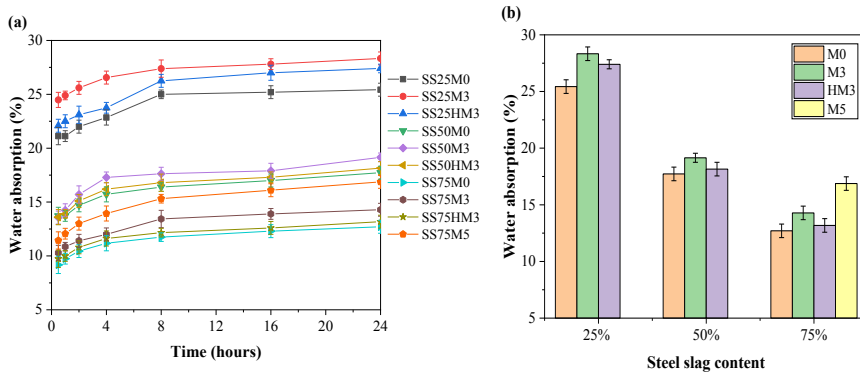 (a)
Water absorption (%)
30
25
20
15
10
5
0
4
8
12
16
20
24
Time (hours)
SS25M0
SS25M3
SS25HM3
SS50M0
SS50M3
SS50HM3
SS75M0
SS75M3
SS75HM3
SS75M5
(b)
Water absorption (%)
30
25
20
15
10
5
25%
50%
75%
Steel slag content
M0
M3
HM3
M5